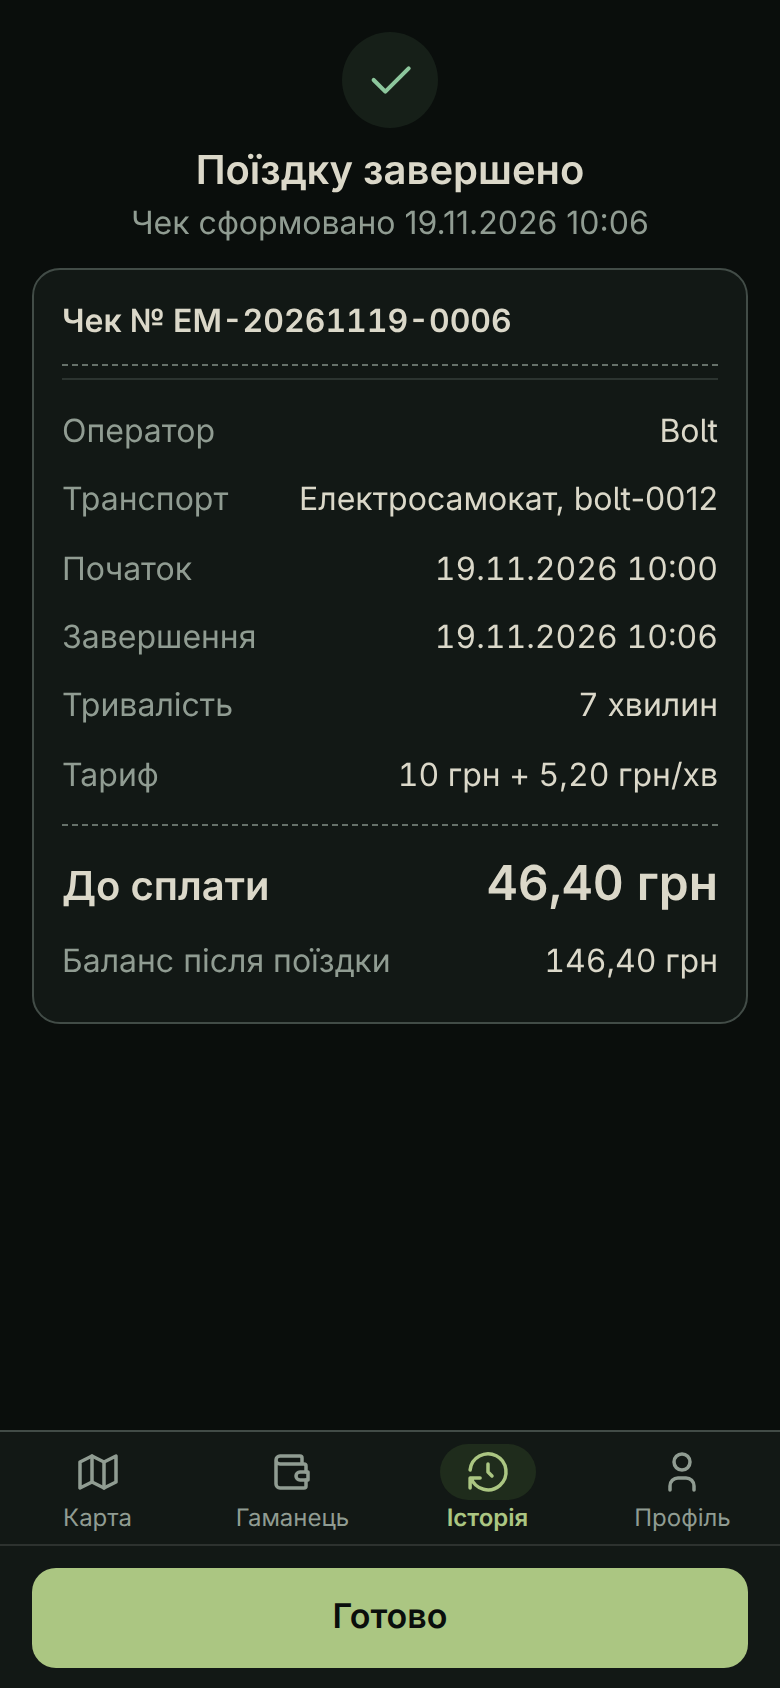 Поїздку завершено
Чек сформовано 19.11.2026 10:06
Чек № EM-20261119-0006
Оператор Bolt
Транспорт Електросамокат, bolt-0012
Початок 19.11.2026 10:00
Завершення 19.11.2026 10:06
Тривалість 7 хвилин
Тариф 10 грн + 5,20 грн/хв
До сплати 46,40 грн
Баланс після поїздки 146,40 грн
Карта Гаманець Історія Профіль
Готово